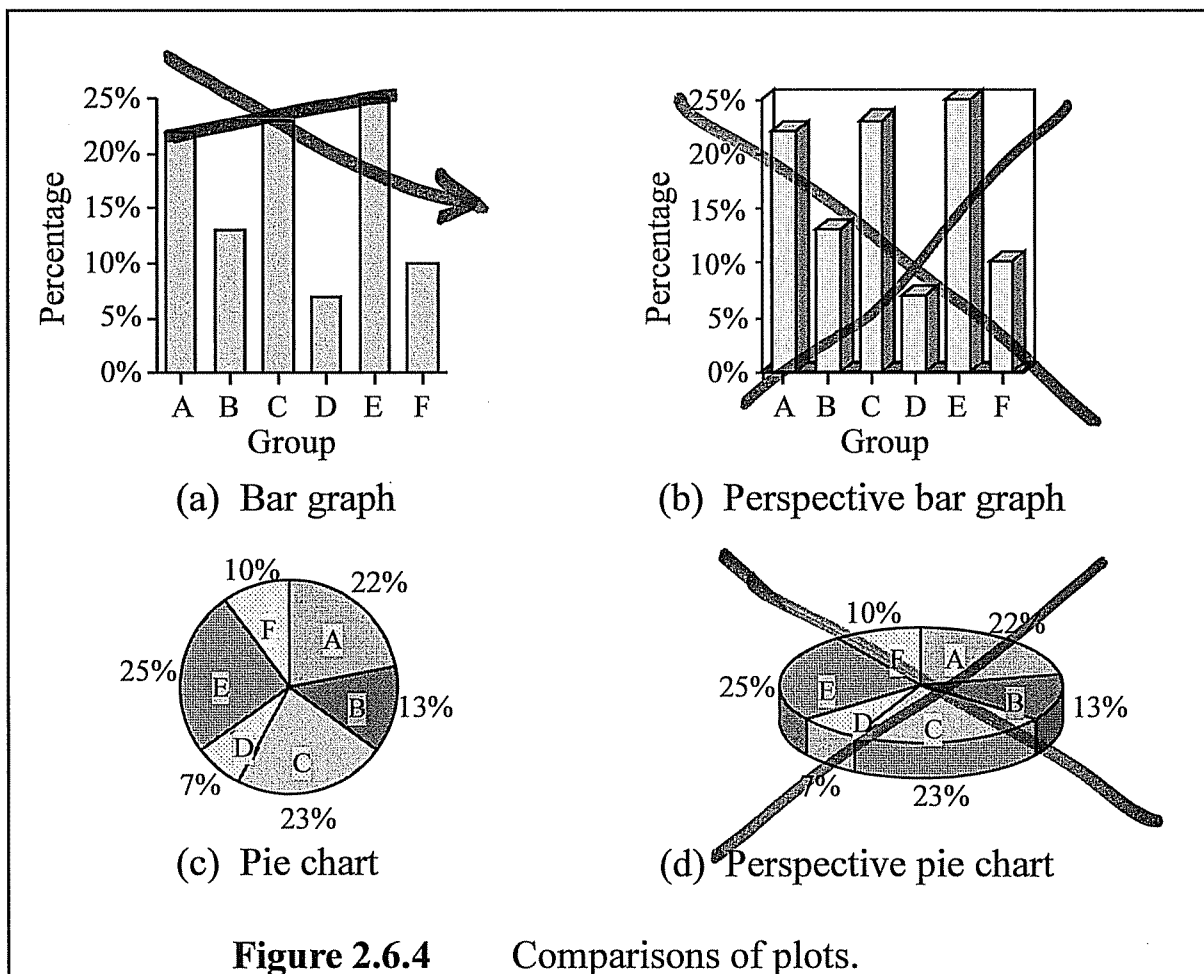 25%
20%
15%
10%
5%
0%
Percentage
A B C D E F
Group
(a) Bar graph
25%
20%
15%
10%
5%
0%
Percentage
A B C D E F
Group
(b) Perspective bar graph
10%
22%
F
A
25%
E
B
13%
D
C
7%
23%
(c) Pie chart
10%
22%
F
A
25%
E
B
13%
D
C
7%
23%
(d) Perspective pie chart
Figure 2.6.4 Comparisons of plots.